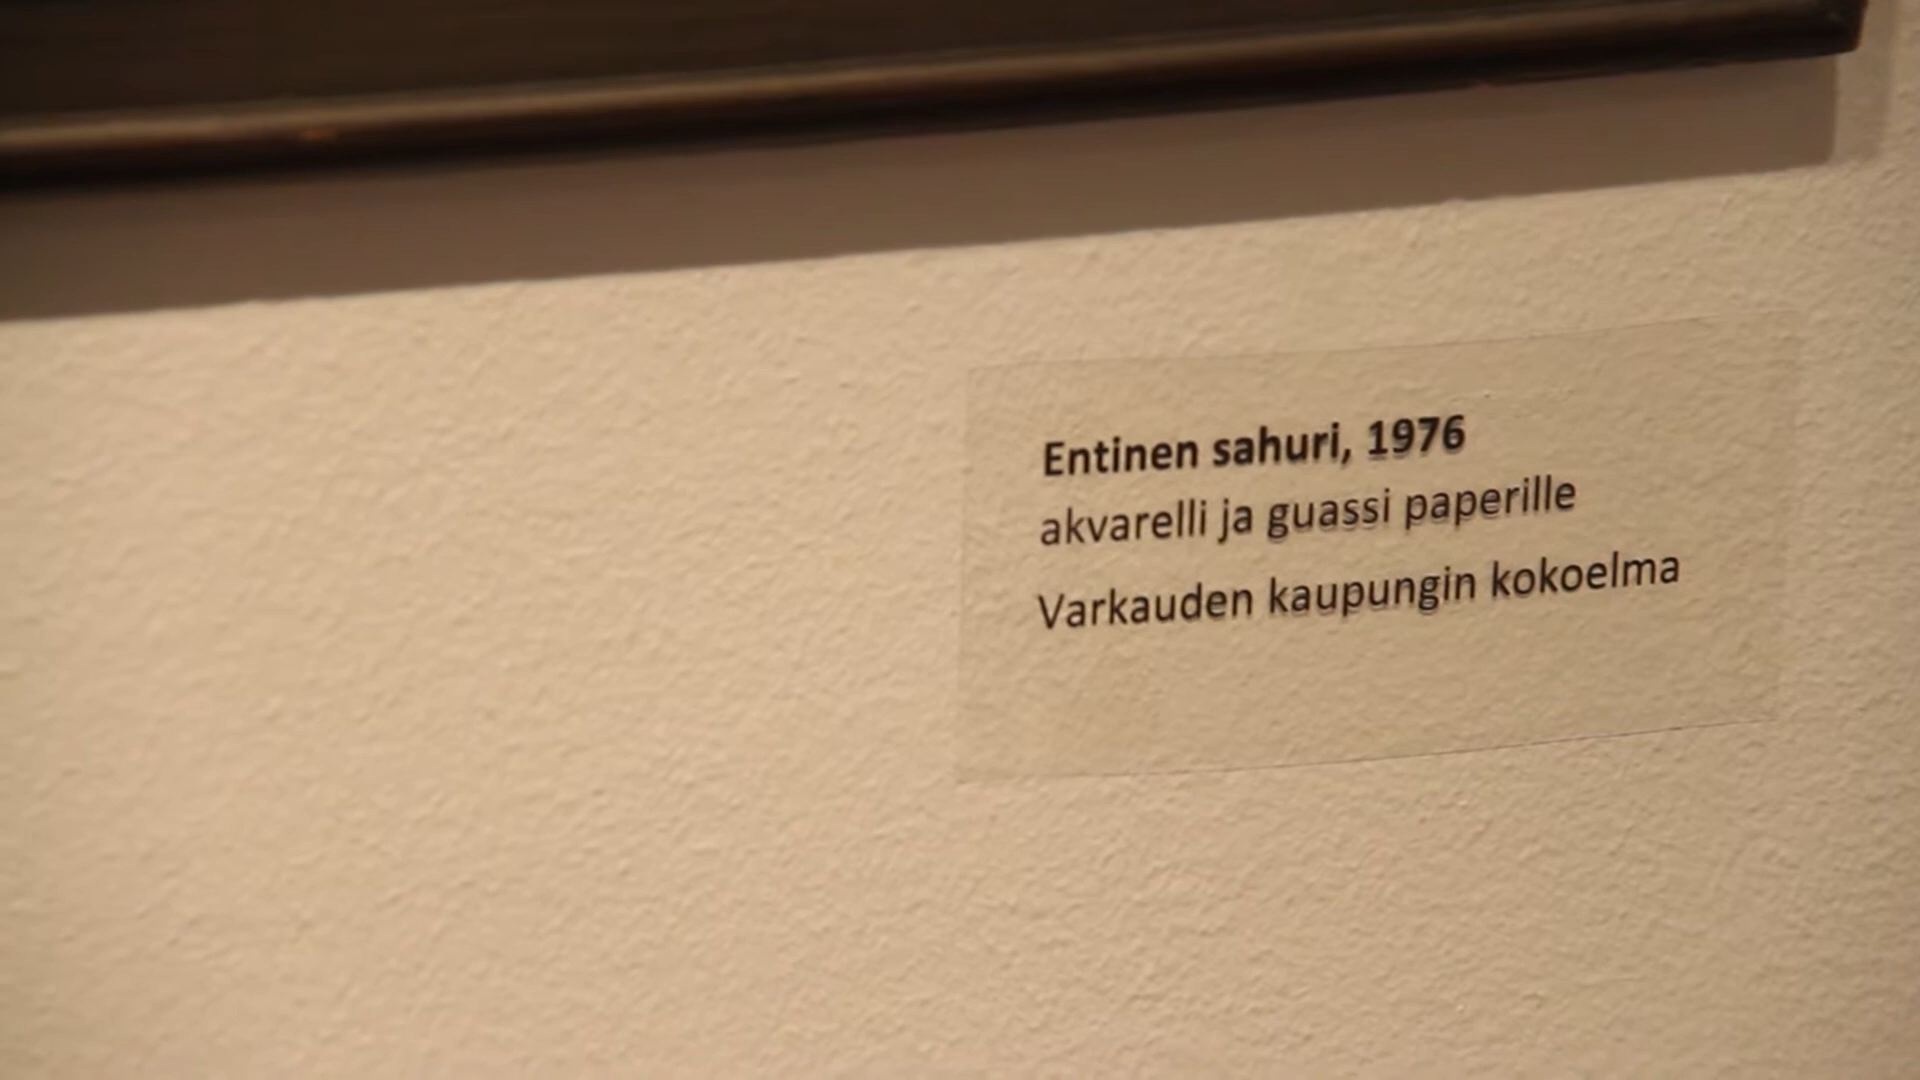 Entinen sahuri, 1976
akvarelli ja guassi paperille
Varkauden kaupungin kokoelma